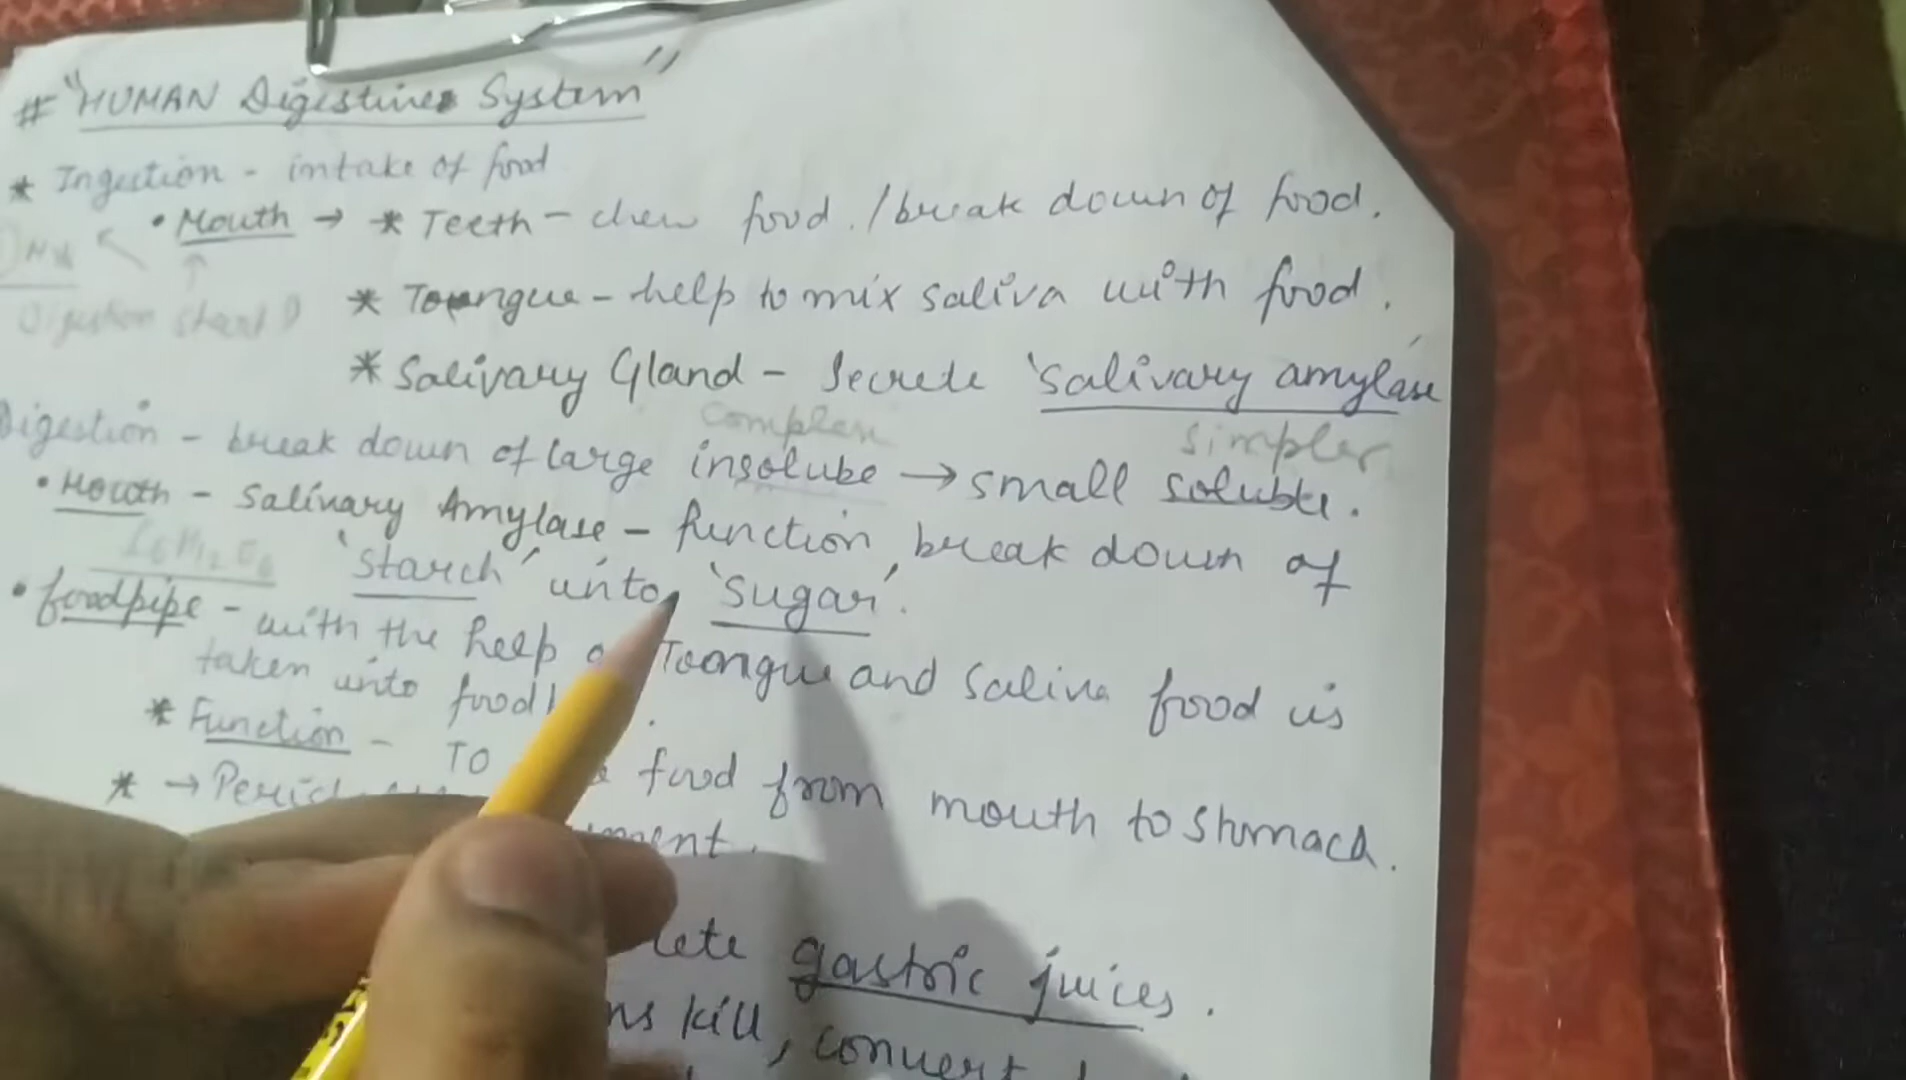 # "HUMAN Digestive System"
* Ingestion - intake of food
• Mouth → * Teeth - chew food. / break down of food.
* Toungue - help to mix saliva with food.
Digestion start
* Salivary Gland - Secrete 'salivary amylase'
complex simpler
Digestion - break down of large insolube → small soluble.
• Mouth - Salivary Amylase - function, break down of
'starch' into 'sugar'.
C6H12O6
• foodpipe - with the help of Toongue and saliva food is
taken into
* Function - To food from mouth to stomach.
* →
gastric juices.
kill, convert